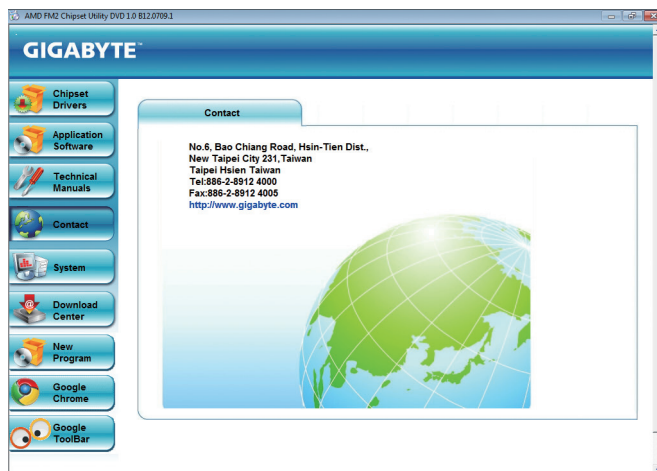 AMD FM2 Chipset Utility DVD 1.0 B12.0709.1
GIGABYTE™
Chipset
Drivers
Application
Software
Technical
Manuals
Contact
System
Download
Center
New
Program
Google
Chrome
Google
ToolBar
Contact
No.6, Bao Chiang Road, Hsin-Tien Dist.,
New Taipei City 231,Taiwan
Taipei Hsien Taiwan
Tel:886-2-8912 4000
Fax:886-2-8912 4005
http://www.gigabyte.com